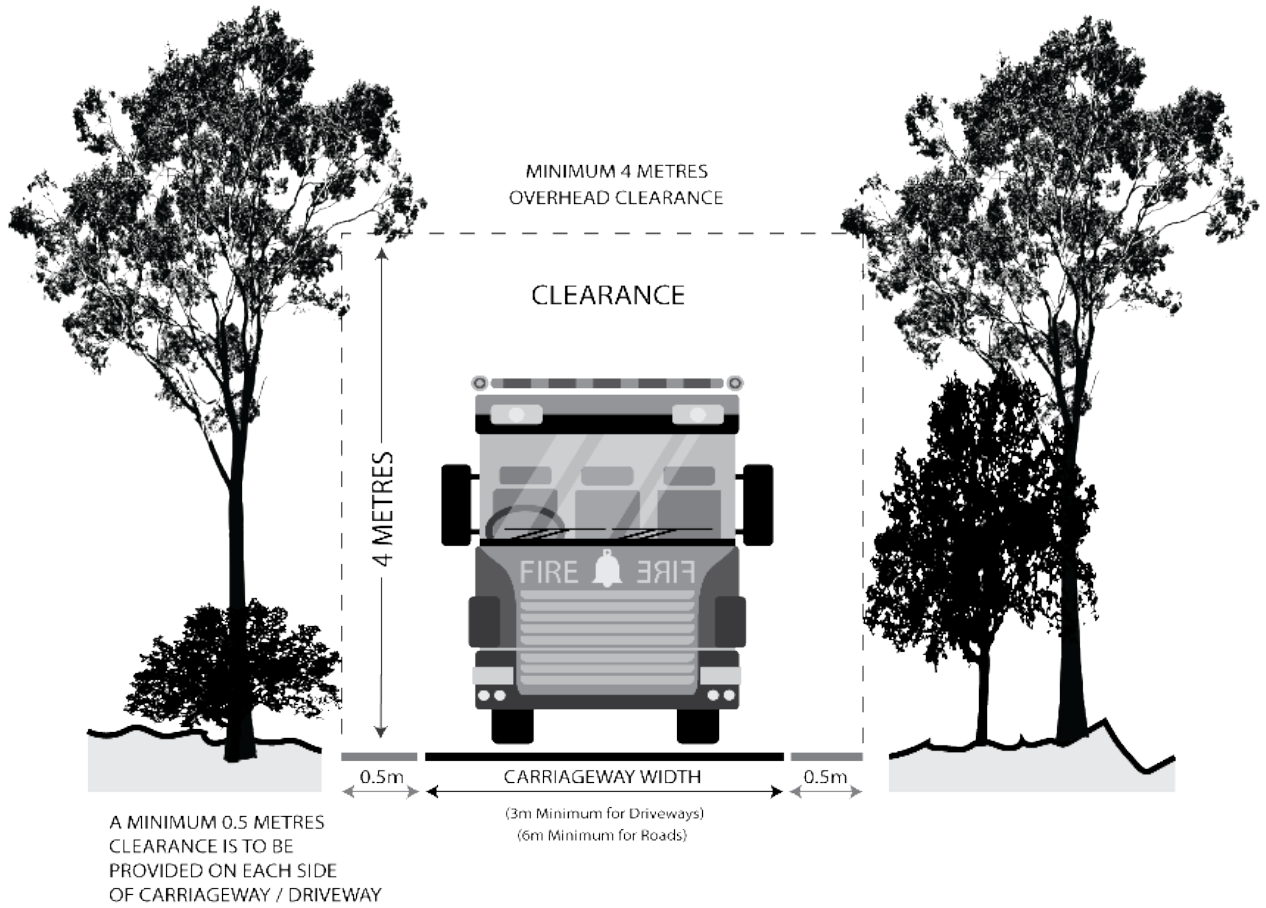 MINIMUM 4 METRES
OVERHEAD CLEARANCE
CLEARANCE
4 METRES
FIRE FIRE
0.5m
CARRIAGEWAY WIDTH
0.5m
(3m Minimum for Driveways)
(6m Minimum for Roads)
A MINIMUM 0.5 METRES
CLEARANCE IS TO BE
PROVIDED ON EACH SIDE
OF CARRIAGEWAY / DRIVEWAY